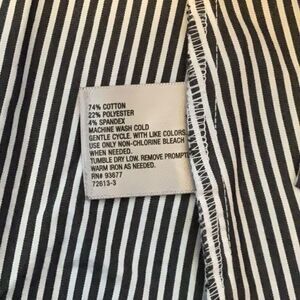 74% COTTON
22% POLYESTER
4% SPANDEX
MACHINE WASH COLD
GENTLE CYCLE. WITH LIKE COLORS.
USE ONLY NON-CHLORINE BLEACH
WHEN NEEDED.
TUMBLE DRY LOW. REMOVE PROMPT
WARM IRON AS NEEDED.
RN# 93677
72613-3